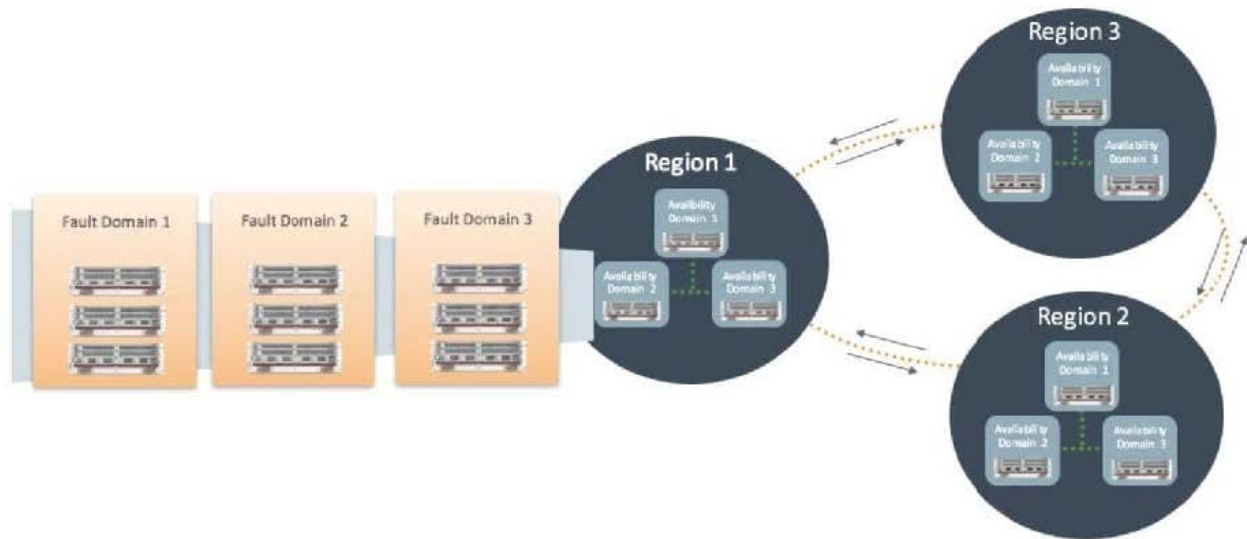 Fault Domain 1
Fault Domain 2
Fault Domain 3
Region 1
Domain
Availability
Domain 2
Availability
Domain 3
Region 3
Availability
Domain 1
Availability
Domain 2
Availability
Domain 3
Region 2
Availability
Domain 1
Availability
Domain 2
Availability
Domain 3